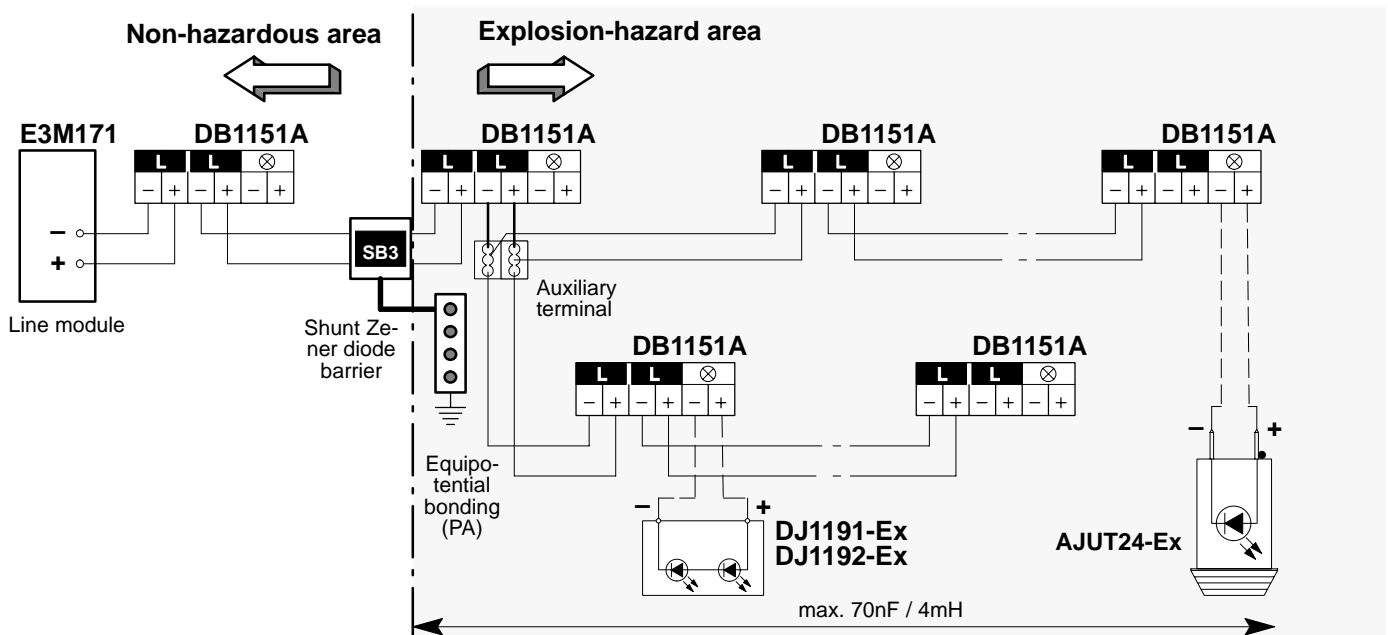 Non-hazardous area
Explosion-hazard area
E3M171
DB1151A
DB1151A
DB1151A
DB1151A
L L
− + − + − +
L L
− + − + − +
L L
− + − + − +
L L
− + − + − +
−
+
SB3
Line module
Auxiliary
terminal
Shunt Ze-
ner diode
barrier
DB1151A
DB1151A
L L
− + − + − +
L L
− + − + − +
Equipo-
tential
bonding
(PA)
− +
DJ1191-Ex
DJ1192-Ex
− +
AJUT24-Ex
max. 70nF / 4mH